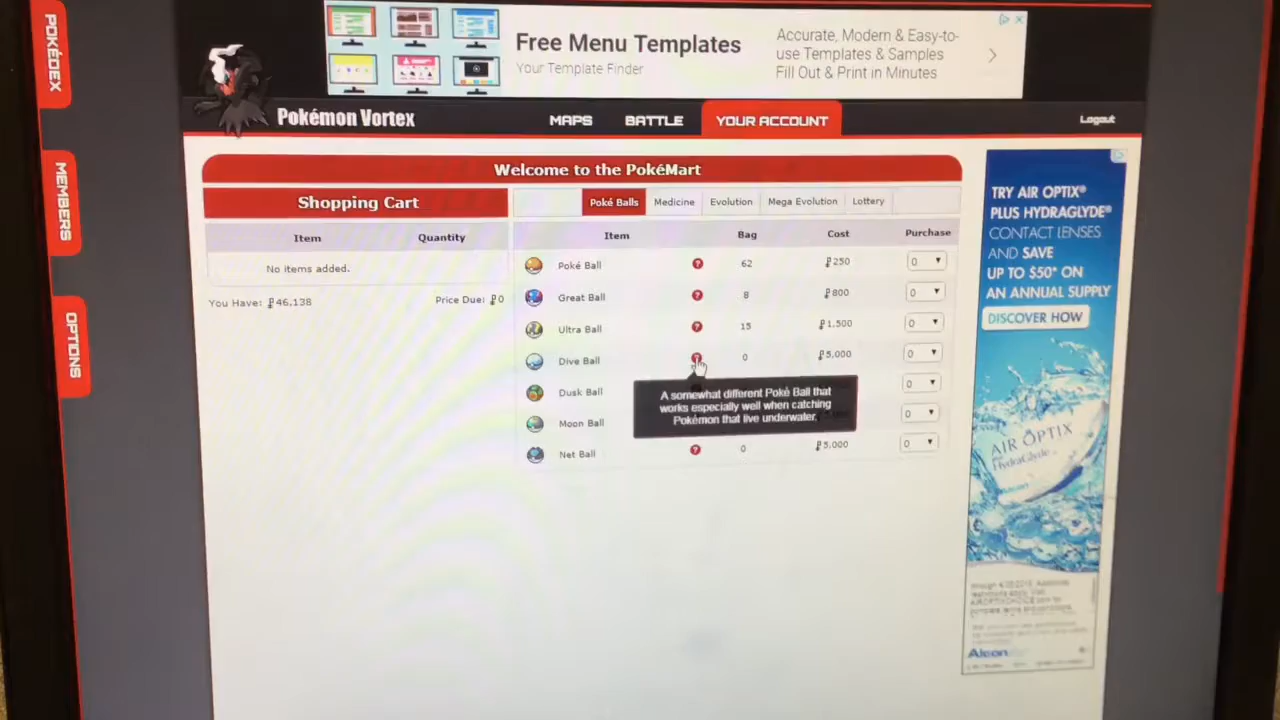 POKÉDEX
MEMBERS
OPTIONS
Free Menu Templates
Your Template Finder
Accurate, Modern & Easy-to-
use Templates & Samples
Fill Out & Print in Minutes
Pokémon Vortex
MAPS
BATTLE
YOUR ACCOUNT
Logout
Welcome to the PokéMart
Shopping Cart
Item Quantity
No items added.
You Have: ₽46,138 Price Due: ₽0
Poké Balls Medicine Evolution Mega Evolution Lottery
Item Bag Cost Purchase
Poké Ball ? 62 ₽250 0
Great Ball ? 8 ₽800 0
Ultra Ball ? 15 ₽1,500 0
Dive Ball ? 0 ₽5,000 0
Dusk Ball 0
Moon Ball 0
Net Ball ? 0 ₽5,000 0
A somewhat different Poké Ball that
works especially well when catching
Pokémon that live underwater.
TRY AIR OPTIX®
PLUS HYDRAGLYDE®
CONTACT LENSES
AND SAVE
UP TO $50* ON
AN ANNUAL SUPPLY
DISCOVER HOW
AIR OPTIX
plus HydraGlyde
Alcon